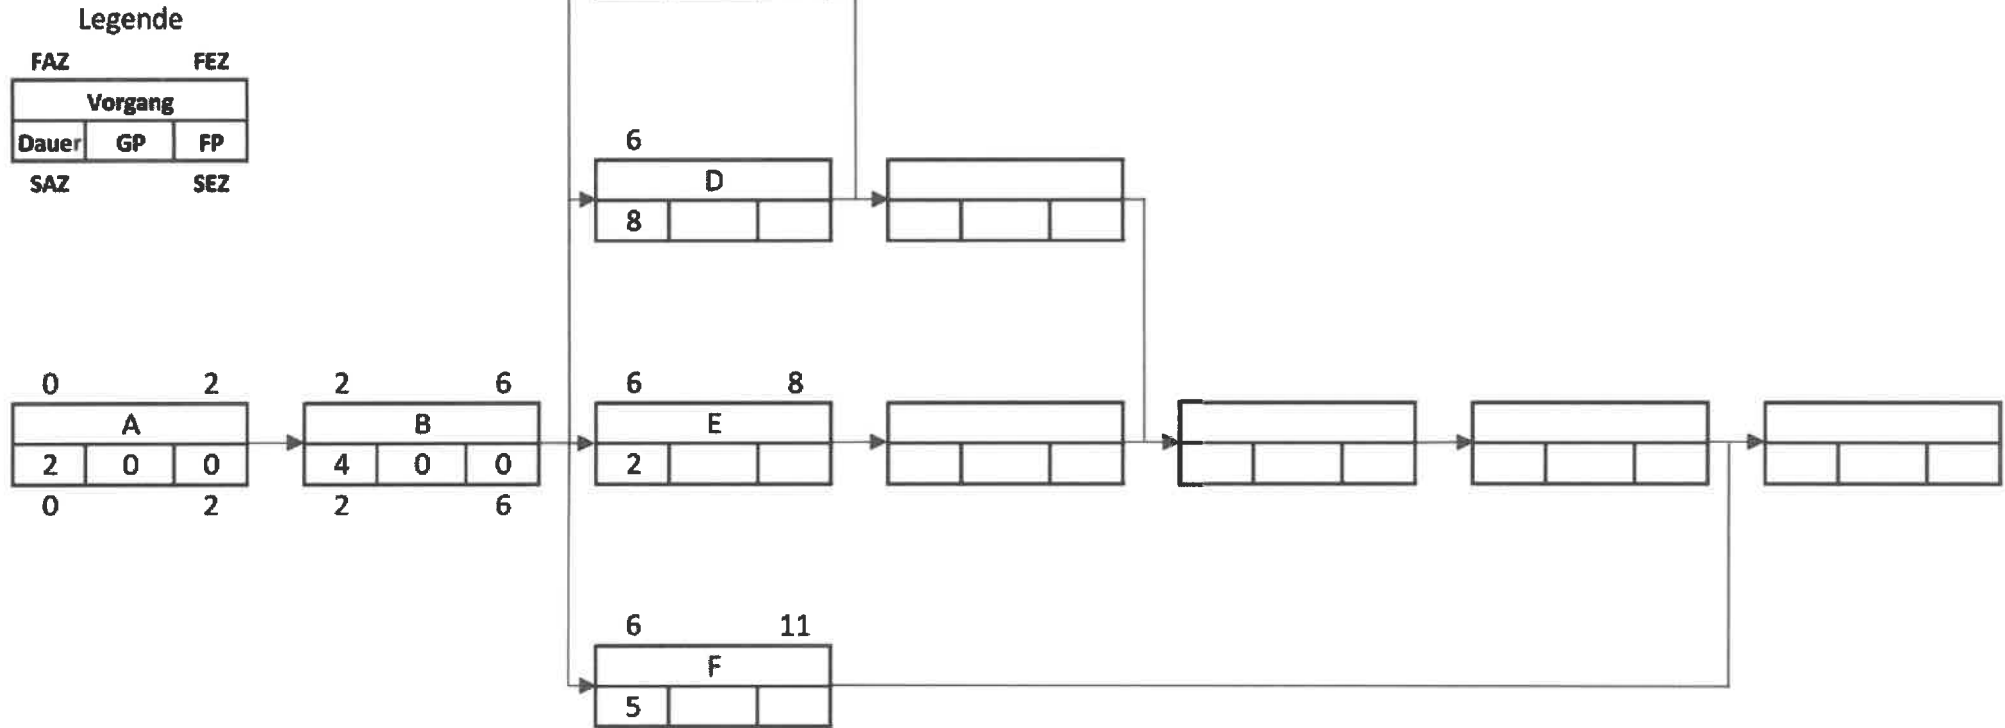 Legende
FAZ FEZ
Vorgang
Dauer GP FP
SAZ SEZ
6
D
8
0 2 2 6 6 8
A B E
2 0 0 4 0 0 2
0 2 2 6
6 11
F
5